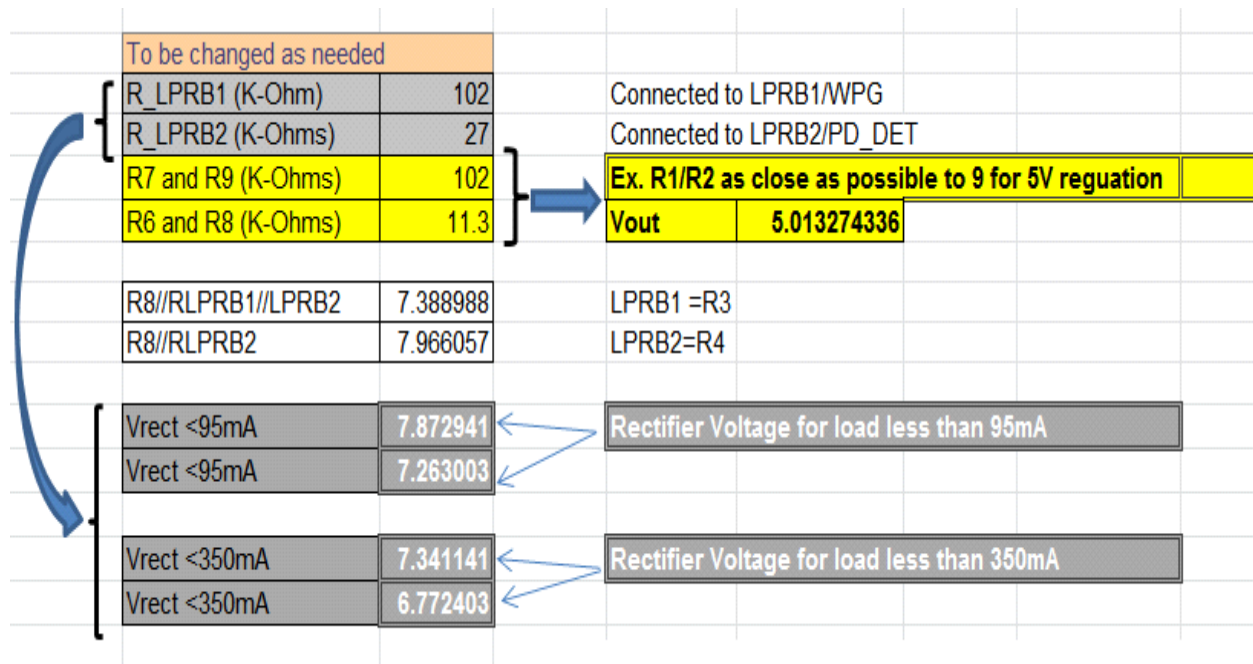 To be changed as needed
R_LPRB1 (K-Ohm) 102 Connected to LPRB1/WPG
R_LPRB2 (K-Ohms) 27 Connected to LPRB2/PD_DET
R7 and R9 (K-Ohms) 102 Ex. R1/R2 as close as possible to 9 for 5V reguation
R6 and R8 (K-Ohms) 11.3 Vout 5.013274336
R8//RLPRB1//LPRB2 7.388988 LPRB1 =R3
R8//RLPRB2 7.966057 LPRB2=R4
Vrect <95mA 7.872941 Rectifier Voltage for load less than 95mA
Vrect <95mA 7.263003
Vrect <350mA 7.341141 Rectifier Voltage for load less than 350mA
Vrect <350mA 6.772403